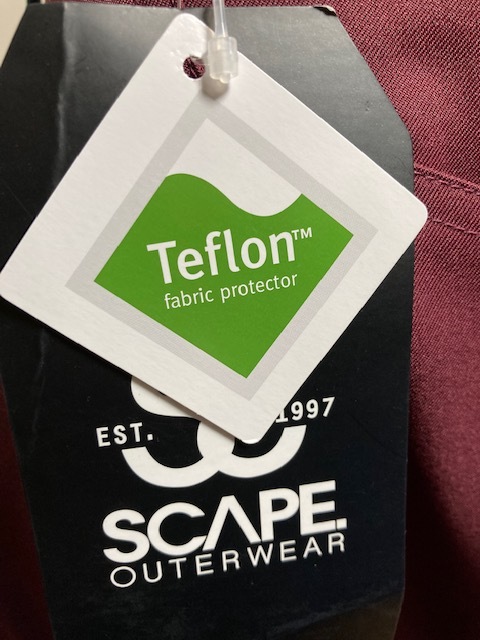 Teflon™
fabric protector
EST. 1997
SCAPE.
OUTERWEAR